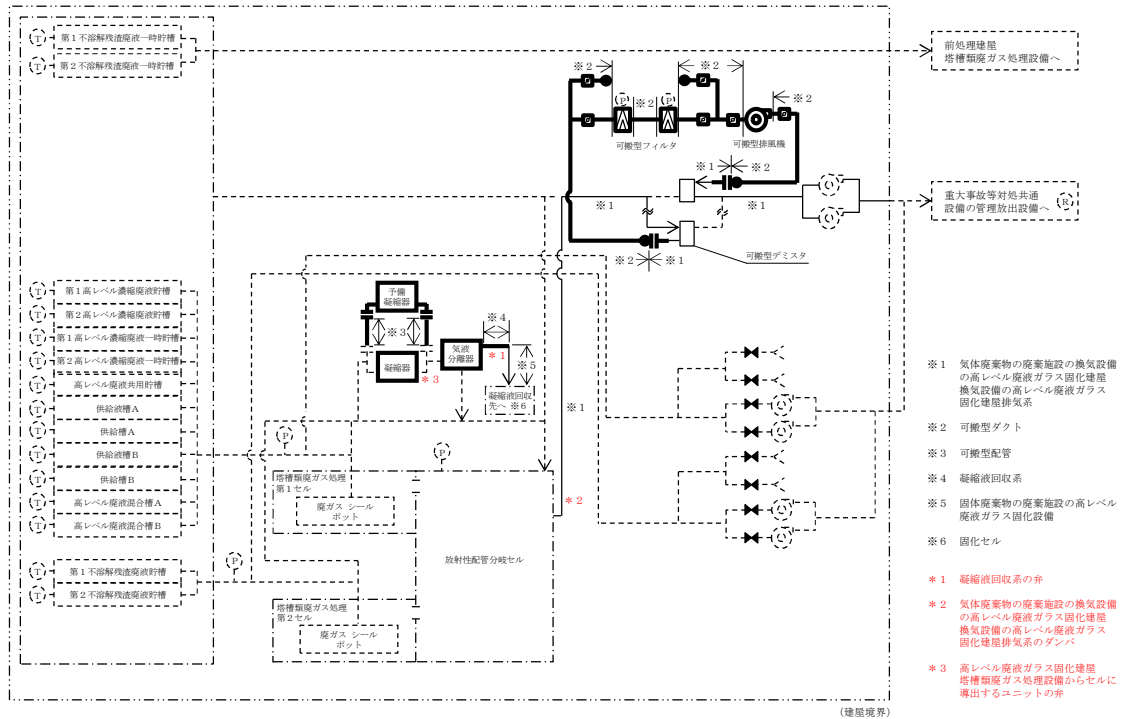 T 第１不溶解残渣廃液一時貯槽
T 第２不溶解残渣廃液一時貯槽
前処理建屋
塔槽類廃ガス処理設備へ
※２
※２
P
※２
P
※２
可搬型フィルタ
可搬型排風機
※１
※２
※１
※１
重大事故等対処共通
設備の管理放出設備へ
R
※２
※１
可搬型デミスタ
T 第１高レベル濃縮廃液貯槽
T 第２高レベル濃縮廃液貯槽
T 第１高レベル濃縮廃液一時貯槽
T 第２高レベル濃縮廃液一時貯槽
T 高レベル廃液共用貯槽
T 供給液槽Ａ
T 供給槽Ａ
T 供給液槽Ｂ
T 供給槽Ｂ
T 高レベル廃液混合槽Ａ
T 高レベル廃液混合槽Ｂ
T 第１不溶解残渣廃液貯槽
T 第２不溶解残渣廃液貯槽
予備
凝縮器
※３
凝縮器
＊３
気液
分離器
※４
＊１
※５
凝縮液回収
先へ ※６
※１
P
P
P
塔槽類廃ガス処理
第１セル
廃ガス シール
ポット
＊２
放射性配管分岐セル
塔槽類廃ガス処理
第２セル
廃ガス シール
ポット
※１ 気体廃棄物の廃棄施設の換気設備
の高レベル廃液ガラス固化建屋
換気設備の高レベル廃液ガラス
固化建屋排気系
※２ 可搬型ダクト
※３ 可搬型配管
※４ 凝縮液回収系
※５ 固体廃棄物の廃棄施設の高レベル
廃液ガラス固化設備
※６ 固化セル
＊１ 凝縮液回収系の弁
＊２ 気体廃棄物の廃棄施設の換気設備
の高レベル廃液ガラス固化建屋
換気設備の高レベル廃液ガラス
固化建屋排気系のダンパ
＊３ 高レベル廃液ガラス固化建屋
塔槽類廃ガス処理設備からセルに
導出するユニットの弁
(建屋境界)